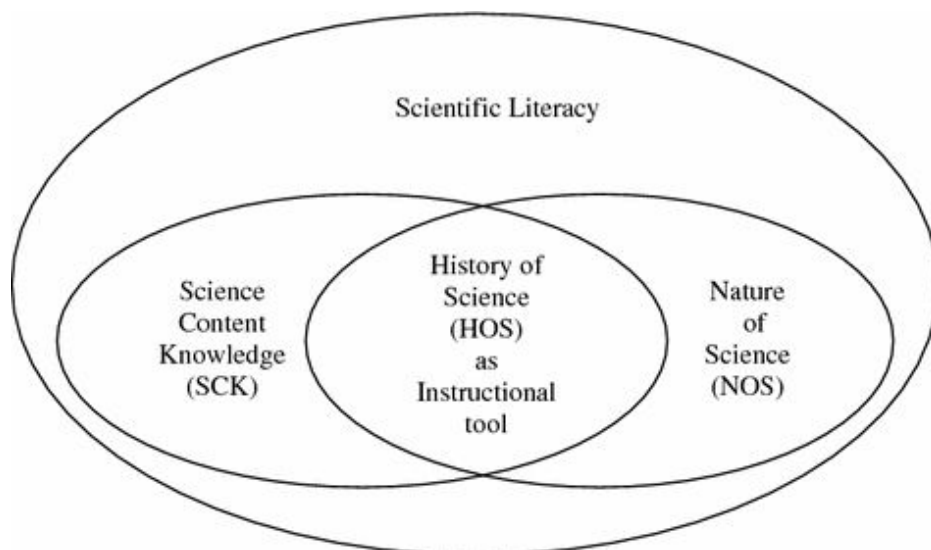 Scientific Literacy
Science
Content
Knowledge
(SCK)
History of
Science
(HOS)
as
Instructional
tool
Nature
of
Science
(NOS)